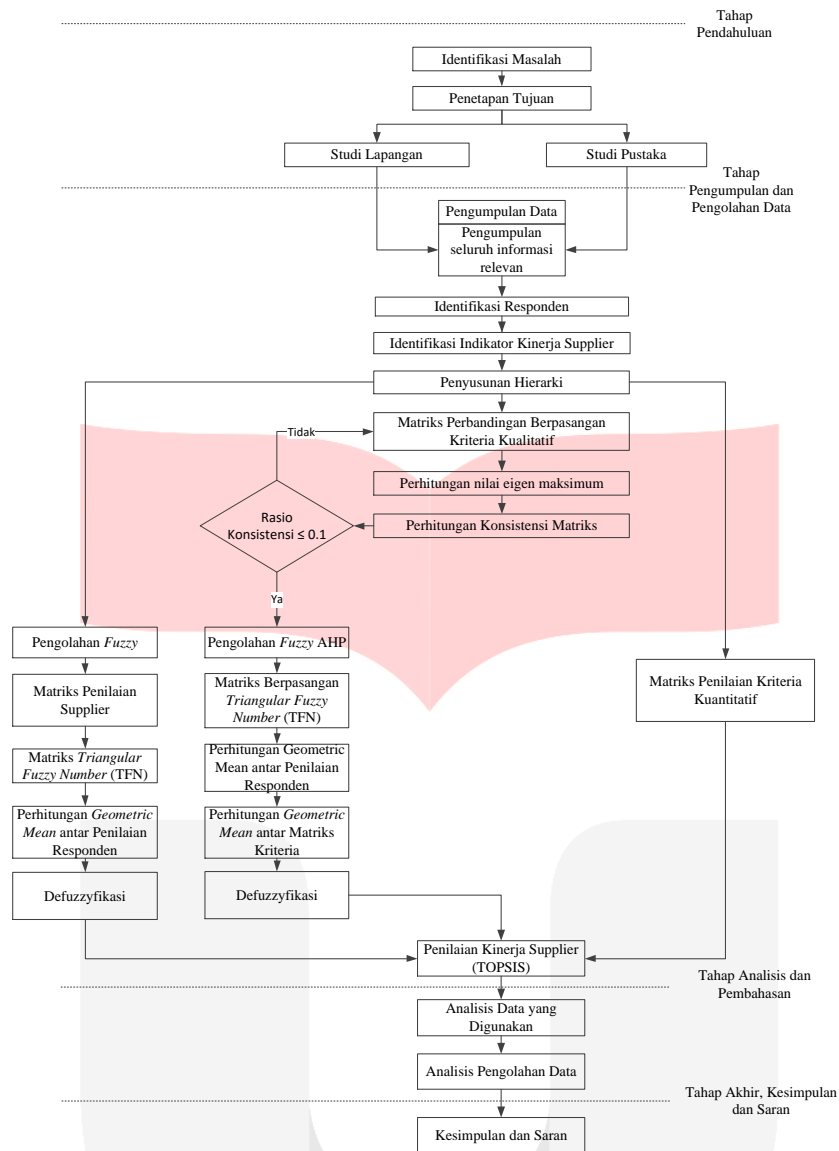 Tahap
Pendahuluan
Identifikasi Masalah
Penetapan Tujuan
Studi Lapangan
Studi Pustaka
Tahap
Pengumpulan dan
Pengolahan Data
Pengumpulan Data
Pengumpulan
seluruh informasi
relevan
Identifikasi Responden
Identifikasi Indikator Kinerja Supplier
Penyusunan Hierarki
Tidak
Matriks Perbandingan Berpasangan
Kriteria Kualitatif
Perhitungan nilai eigen maksimum
Rasio
Konsistensi ≤ 0.1
Perhitungan Konsistensi Matriks
Ya
Pengolahan Fuzzy
Matriks Penilaian
Supplier
Matriks Triangular
Fuzzy Number (TFN)
Perhitungan Geometric
Mean antar Penilaian
Responden
Defuzzyfikasi
Pengolahan Fuzzy AHP
Matriks Berpasangan
Triangular Fuzzy
Number (TFN)
Perhitungan Geometric
Mean antar Penilaian
Responden
Perhitungan Geometric
Mean antar Matriks
Kriteria
Defuzzyfikasi
Matriks Penilaian Kriteria
Kuantitatif
Penilaian Kinerja Supplier
(TOPSIS)
Tahap Analisis dan
Pembahasan
Analisis Data yang
Digunakan
Analisis Pengolahan Data
Tahap Akhir, Kesimpulan
dan Saran
Kesimpulan dan Saran